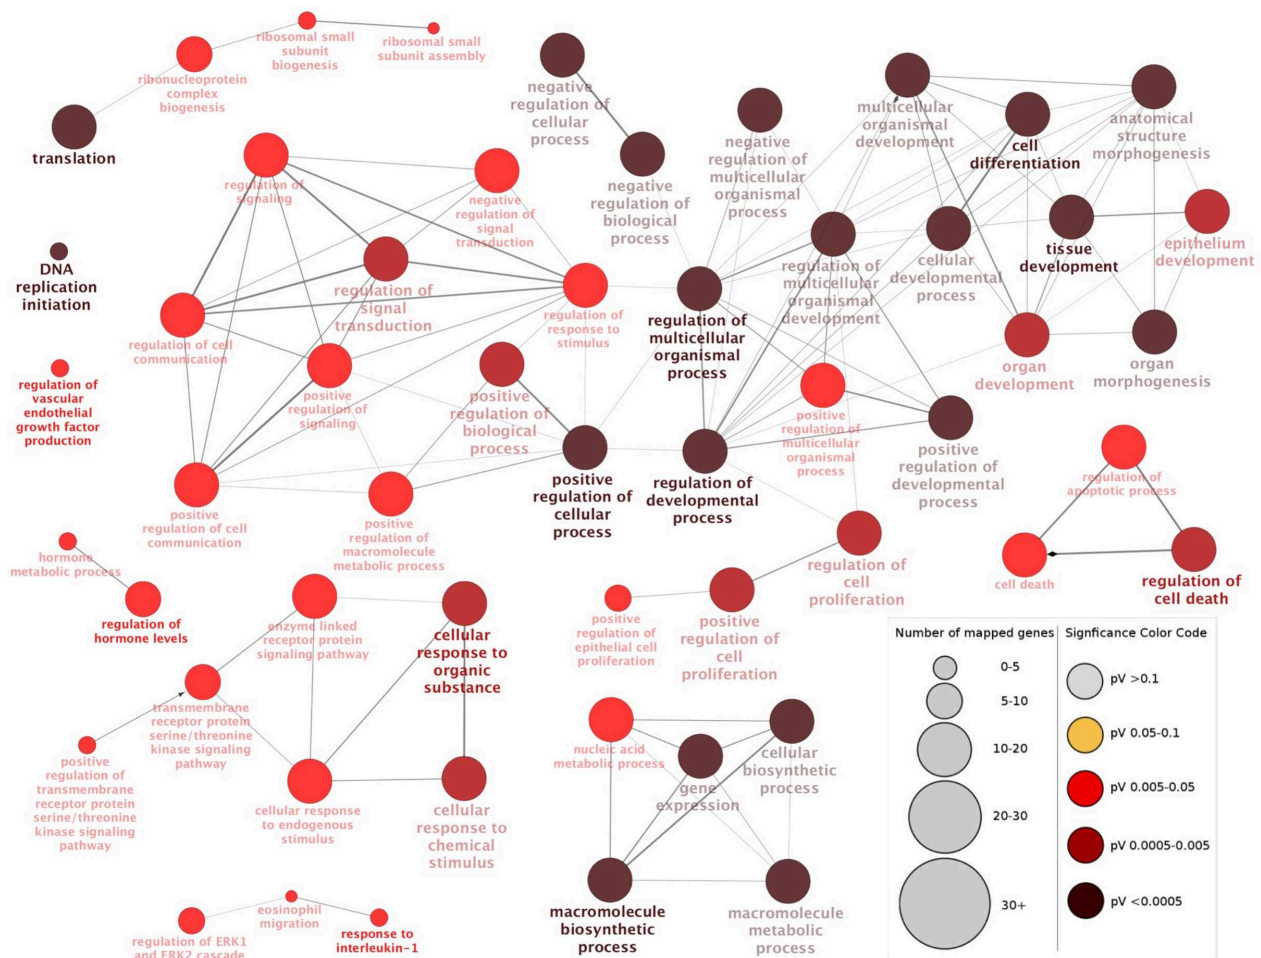 ribosomal small
subunit
biogenesis
ribosomal small
subunit assembly
ribonucleoprotein
complex
biogenesis
translation
negative
regulation of
cellular
process
negative
regulation of
biological
process
negative
regulation of
multicellular
organismal
process
multicellular
organismal
development
cell
differentiation
anatomical
structure
morphogenesis
regulation of
signaling
negative
regulation of
signal
transduction
regulation of
signal
transduction
regulation of
response to
stimulus
regulation of cell
communication
positive
regulation of
signaling
positive
regulation of
biological
process
regulation of
multicellular
organismal
process
regulation of
multicellular
organismal
development
cellular
developmental
process
tissue
development
epithelium
development
organ
development
organ
morphogenesis
DNA
replication
initiation
regulation of
vascular
endothelial
growth factor
production
positive
regulation of cell
communication
positive
regulation of
macromolecule
metabolic process
positive
regulation of
cellular
process
regulation of
developmental
process
positive
regulation of
multicellular
organismal
process
positive
regulation of
developmental
process
regulation of
apoptotic process
cell death
regulation of
cell death
hormone
metabolic process
regulation of
hormone levels
enzyme linked
receptor protein
signaling pathway
cellular
response to
organic
substance
transmembrane
receptor protein
serine/threonine
kinase signaling
pathway
positive
regulation of
transmembrane
receptor protein
serine/threonine
kinase signaling
pathway
cellular response
to endogenous
stimulus
cellular
response to
chemical
stimulus
positive
regulation of
epithelial cell
proliferation
positive
regulation of
cell
proliferation
regulation of
cell
proliferation
nucleic acid
metabolic process
gene
expression
cellular
biosynthetic
process
macromolecule
biosynthetic
process
macromolecule
metabolic
process
eosinophil
migration
regulation of ERK1
and ERK2 cascade
response to
interleukin-1
Number of mapped genes
0-5
5-10
10-20
20-30
30+
Signficance Color Code
pV >0.1
pV 0.05-0.1
pV 0.005-0.05
pV 0.0005-0.005
pV <0.0005